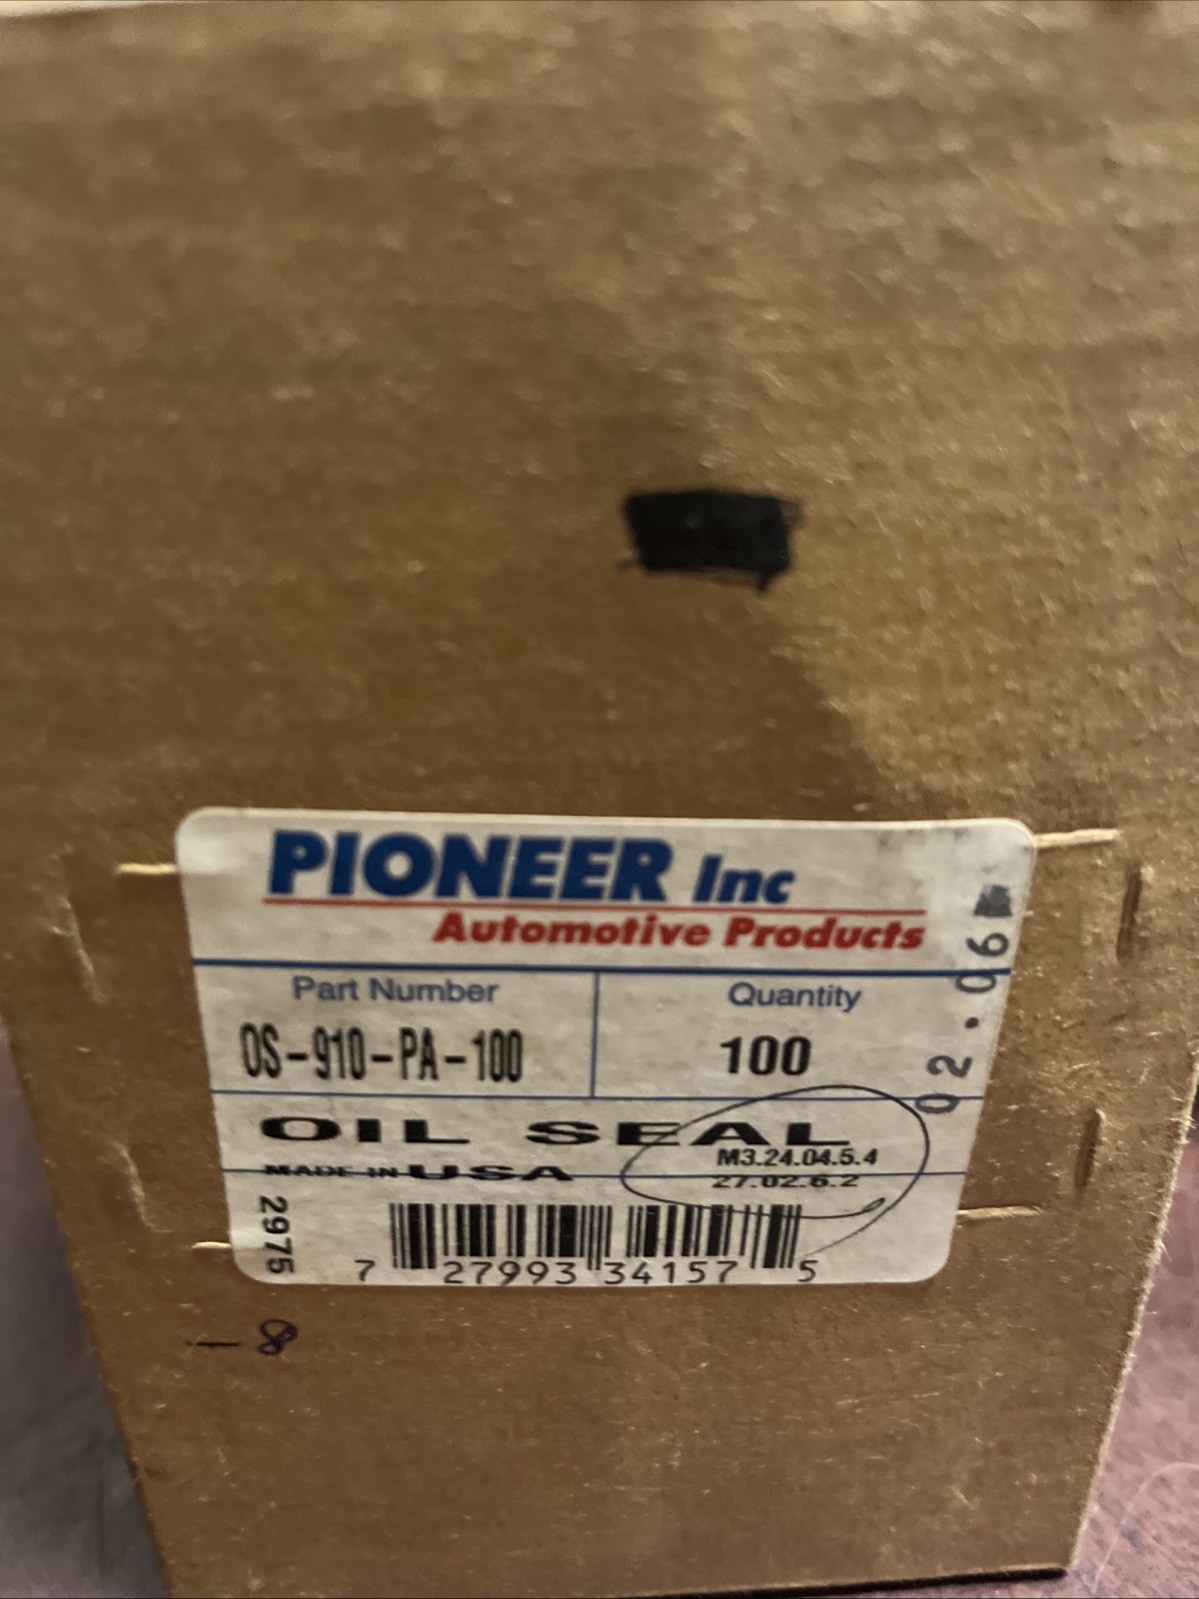 PIONEER Inc
Automotive Products
Part Number
Quantity
OS-910-PA-100
100
OIL SEAL
M3.24.04.5.4
MADE IN USA
27.02.6.2
02.09
2975
7 27993 34157 5
- 8